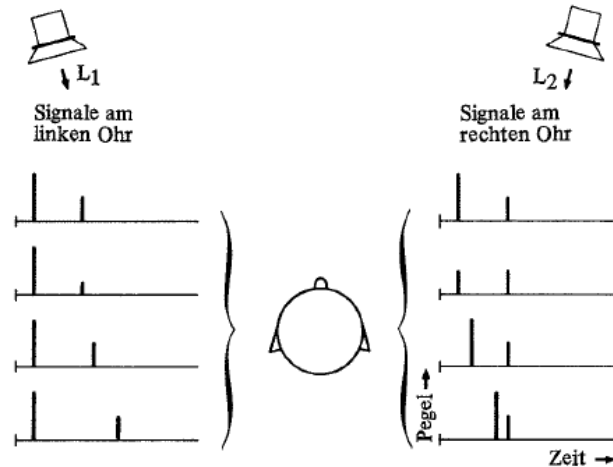 L1
L2
Signale am
linken Ohr
Signale am
rechten Ohr
Pegel
Zeit